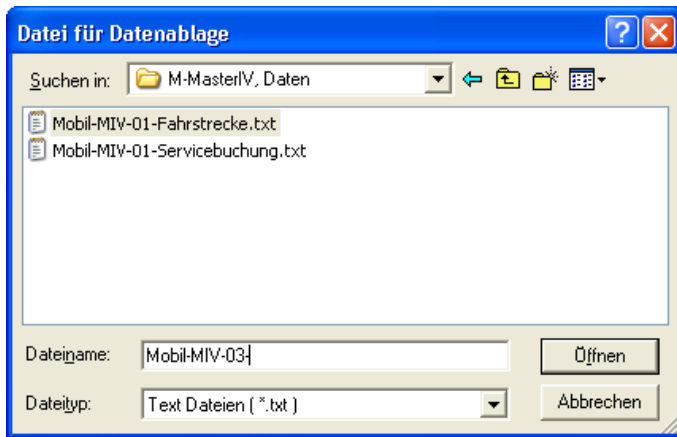 Datei für Datenablage
Suchen in: M-MasterIV, Daten
Mobil-MIV-01-Fahrstrecke.txt
Mobil-MIV-01-Servicebuchung.txt
Dateiname: Mobil-MIV-03- Öffnen
Dateityp: Text Dateien ( *.txt ) Abbrechen